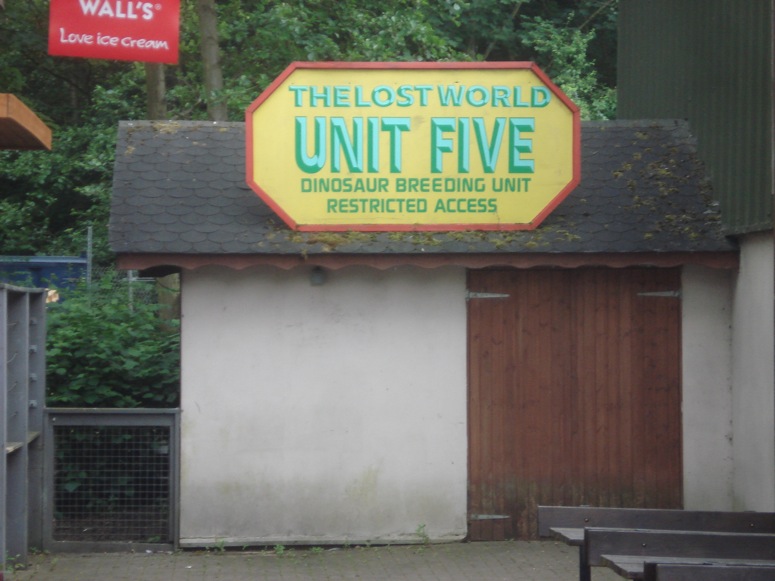 WALL'S®
Love ice cream
THE LOST WORLD
UNIT FIVE
DINOSAUR BREEDING UNIT
RESTRICTED ACCESS